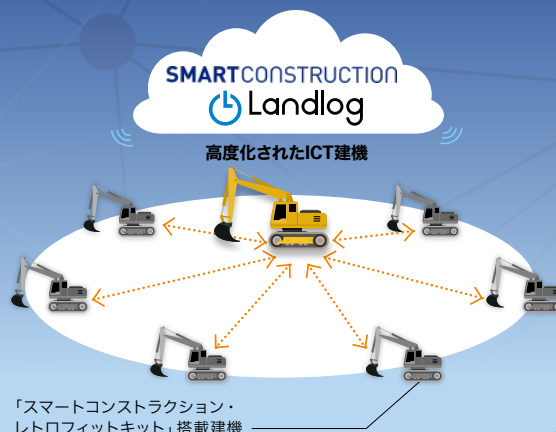 SMARTCONSTRUCTION
Landlog
高度化されたICT建機
「スマートコンストラクション・
レトロフィットキット」搭載建機